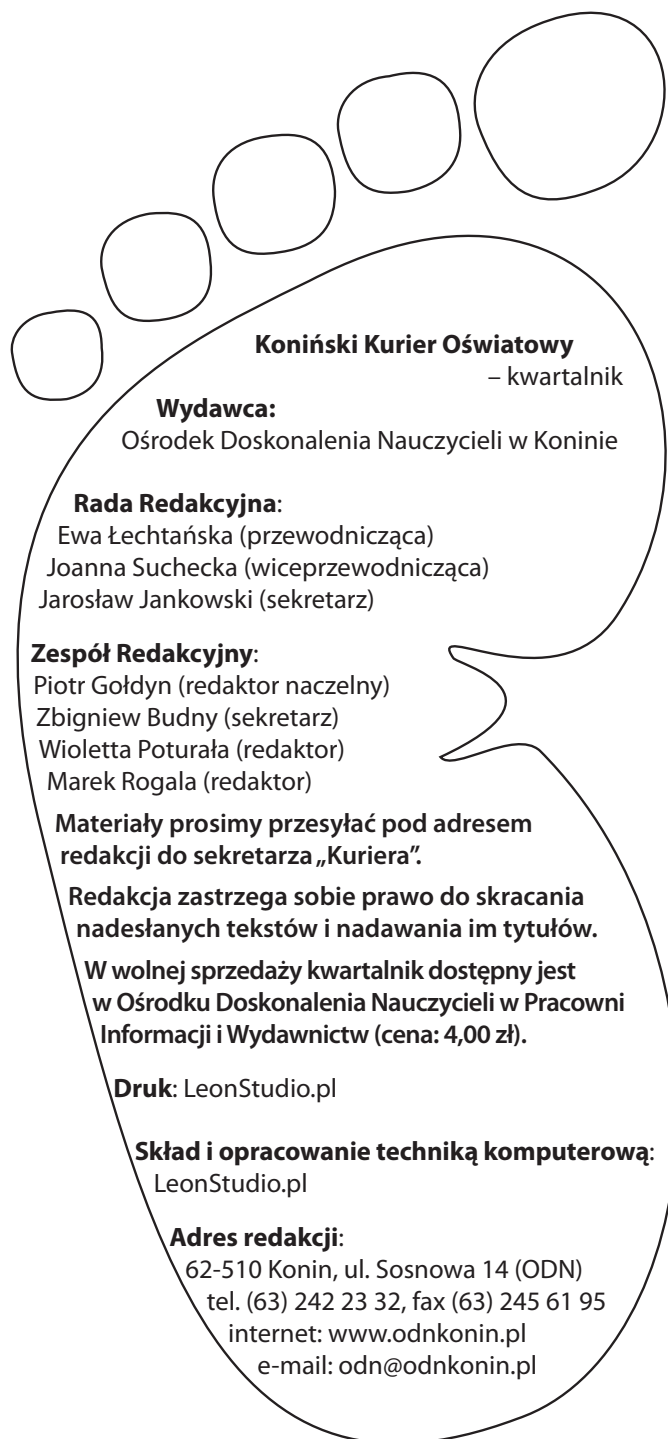 Koniński Kurier Oświatowy
– kwartalnik
Wydawca:
Ośrodek Doskonalenia Nauczycieli w Koninie
Rada Redakcyjna:
Ewa Łechtańska (przewodnicząca)
Joanna Suchecka (wiceprzewodnicząca)
Jarosław Jankowski (sekretarz)
Zespół Redakcyjny:
Piotr Gołdyn (redaktor naczelny)
Zbigniew Budny (sekretarz)
Wioletta Poturała (redaktor)
Marek Rogala (redaktor)
Materiały prosimy przesyłać pod adresem
redakcji do sekretarza „Kuriera”.
Redakcja zastrzega sobie prawo do skracania
nadesłanych tekstów i nadawania im tytułów.
W wolnej sprzedaży kwartalnik dostępny jest
w Ośrodku Doskonalenia Nauczycieli w Pracowni
Informacji i Wydawnictw (cena: 4,00 zł).
Druk: LeonStudio.pl
Skład i opracowanie techniką komputerową:
LeonStudio.pl
Adres redakcji:
62-510 Konin, ul. Sosnowa 14 (ODN)
tel. (63) 242 23 32, fax (63) 245 61 95
internet: www.odnkonin.pl
e-mail: odn@odnkonin.pl